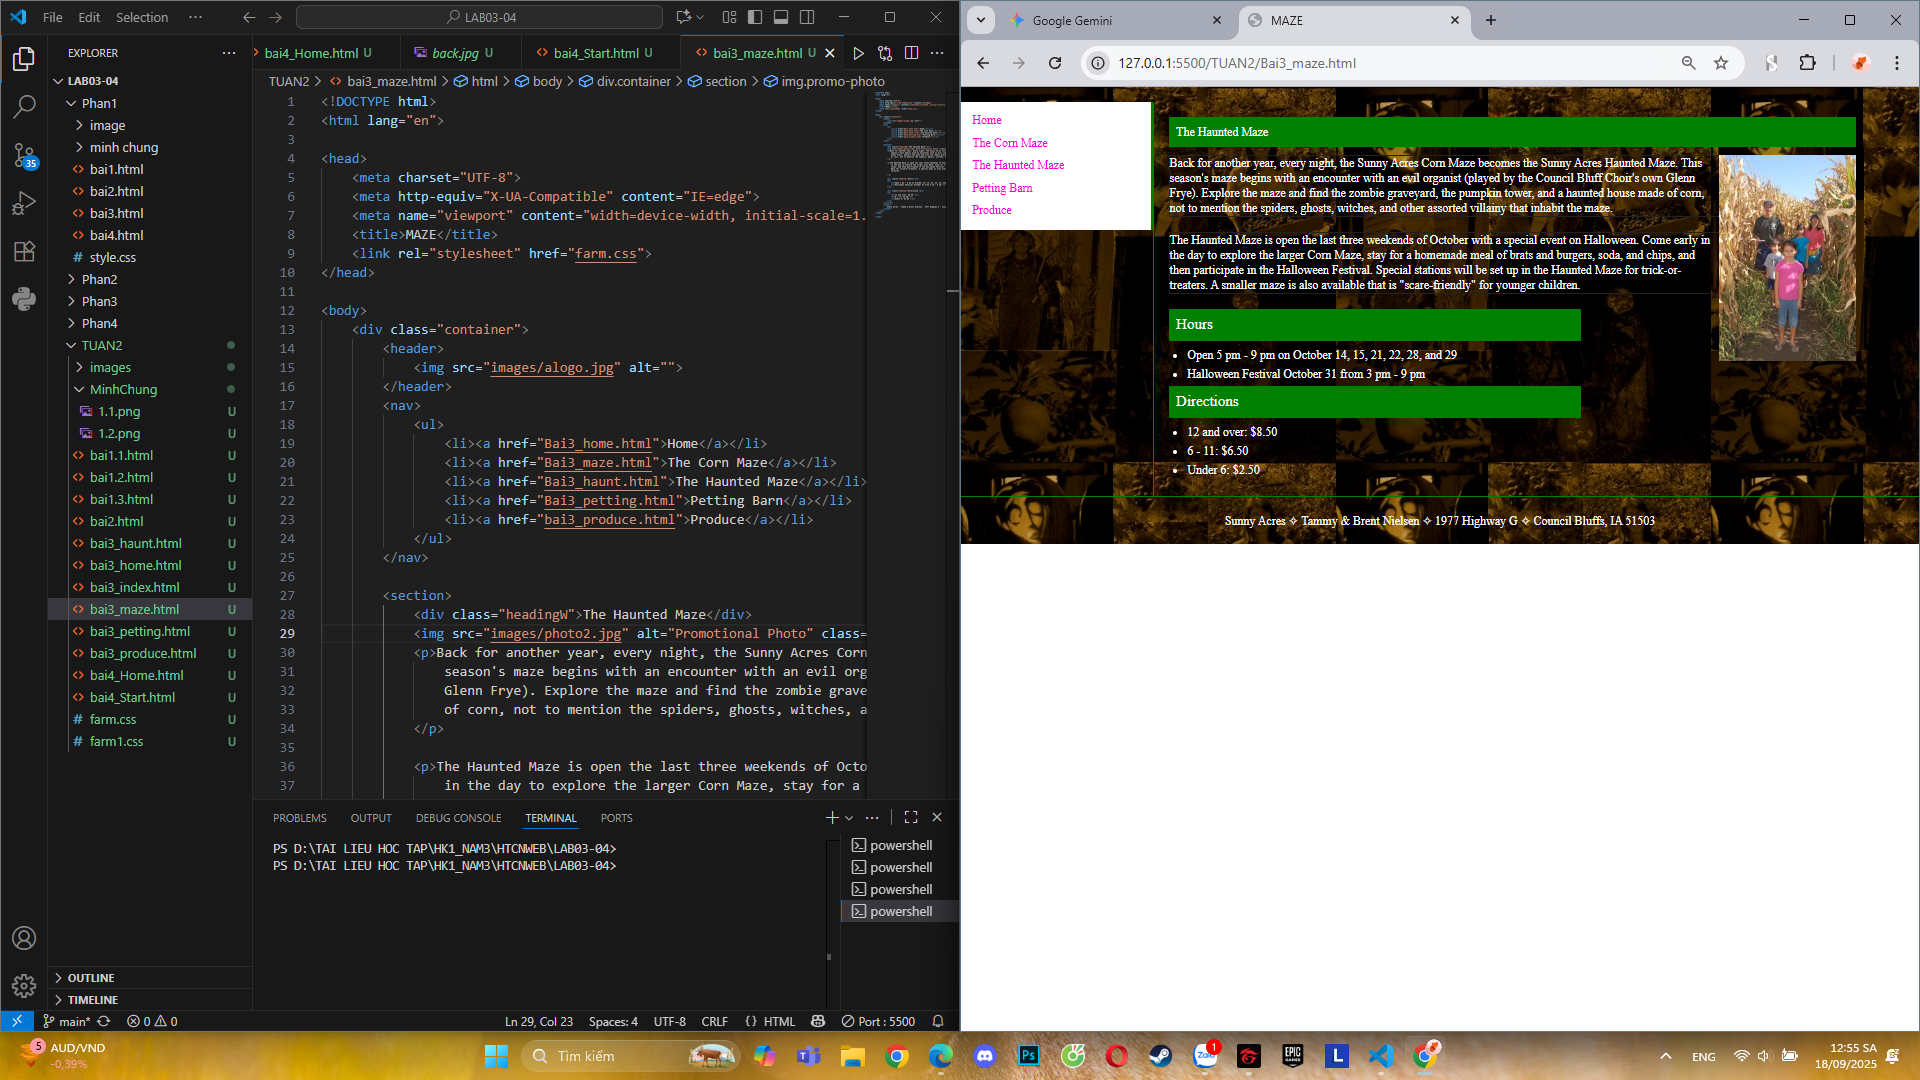 File Edit Selection ··· LAB03-04
EXPLORER
LAB03-04
Phan1
image
minh chung
bai1.html
bai2.html
bai3.html
bai4.html
style.css
Phan2
Phan3
Phan4
TUAN2
images
MinhChung
1.1.png U
1.2.png U
bai1.1.html U
bai1.2.html U
bai1.3.html U
bai2.html U
bai3_haunt.html U
bai3_home.html U
bai3_index.html U
bai3_maze.html U
bai3_petting.html U
bai3_produce.html U
bai4_Home.html U
bai4_Start.html U
farm.css U
farm1.css U
OUTLINE
TIMELINE
35
bai4_Home.html U back.jpg U bai4_Start.html U bai3_maze.html U
TUAN2 > bai3_maze.html > html > body > div.container > section > img.promo-photo
1 <!DOCTYPE html>
2 <html lang="en">
3
4 <head>
5 <meta charset="UTF-8">
6 <meta http-equiv="X-UA-Compatible" content="IE=edge">
7 <meta name="viewport" content="width=device-width, initial-scale=1.
8 <title>MAZE</title>
9 <link rel="stylesheet" href="farm.css">
10 </head>
11
12 <body>
13 <div class="container">
14 <header>
15 <img src="images/alogo.jpg" alt="">
16 </header>
17 <nav>
18 <ul>
19 <li><a href="Bai3_home.html">Home</a></li>
20 <li><a href="Bai3_maze.html">The Corn Maze</a></li>
21 <li><a href="Bai3_haunt.html">The Haunted Maze</a></li>
22 <li><a href="Bai3_petting.html">Petting Barn</a></li>
23 <li><a href="bai3_produce.html">Produce</a></li>
24 </ul>
25 </nav>
26
27 <section>
28 <div class="headingW">The Haunted Maze</div>
29 <img src="images/photo2.jpg" alt="Promotional Photo" class=
30 <p>Back for another year, every night, the Sunny Acres Corn
31 season's maze begins with an encounter with an evil org
32 Glenn Frye). Explore the maze and find the zombie grave
33 of corn, not to mention the spiders, ghosts, witches, a
34 </p>
35
36 <p>The Haunted Maze is open the last three weekends of Octo
37 in the day to explore the larger Corn Maze, stay for a
PROBLEMS OUTPUT DEBUG CONSOLE TERMINAL PORTS
PS D:\TAI LIEU HOC TAP\HK1_NAM3\HTCNWEB\LAB03-04>
PS D:\TAI LIEU HOC TAP\HK1_NAM3\HTCNWEB\LAB03-04>
powershell
powershell
powershell
powershell
main* 0 0 Ln 29, Col 23 Spaces: 4 UTF-8 CRLF {} HTML Port : 5500
Google Gemini MAZE
127.0.0.1:5500/TUAN2/Bai3_maze.html
Home
The Corn Maze
The Haunted Maze
Petting Barn
Produce
The Haunted Maze
Back for another year, every night, the Sunny Acres Corn Maze becomes the Sunny Acres Haunted Maze. This
season's maze begins with an encounter with an evil organist (played by the Council Bluff Choir's own Glenn
Frye). Explore the maze and find the zombie graveyard, the pumpkin tower, and a haunted house made of corn,
not to mention the spiders, ghosts, witches, and other assorted villainy that inhabit the maze.
The Haunted Maze is open the last three weekends of October with a special event on Halloween. Come early in
the day to explore the larger Corn Maze, stay for a homemade meal of brats and burgers, soda, and chips, and
then participate in the Halloween Festival. Special stations will be set up in the Haunted Maze for trick-or-
treaters. A smaller maze is also available that is "scare-friendly" for younger children.
Hours
• Open 5 pm - 9 pm on October 14, 15, 21, 22, 28, and 29
• Halloween Festival October 31 from 3 pm - 9 pm
Directions
• 12 and over: $8.50
• 6 - 11: $6.50
• Under 6: $2.50
Sunny Acres ✧ Tammy & Brent Nielsen ✧ 1977 Highway G ✧ Council Bluffs, IA 51503
5
AUD/VND
-0,39%
Tìm kiếm
Ps
Zalo
1
EPIC GAMES
L
ENG
12:55 SA
18/09/2025